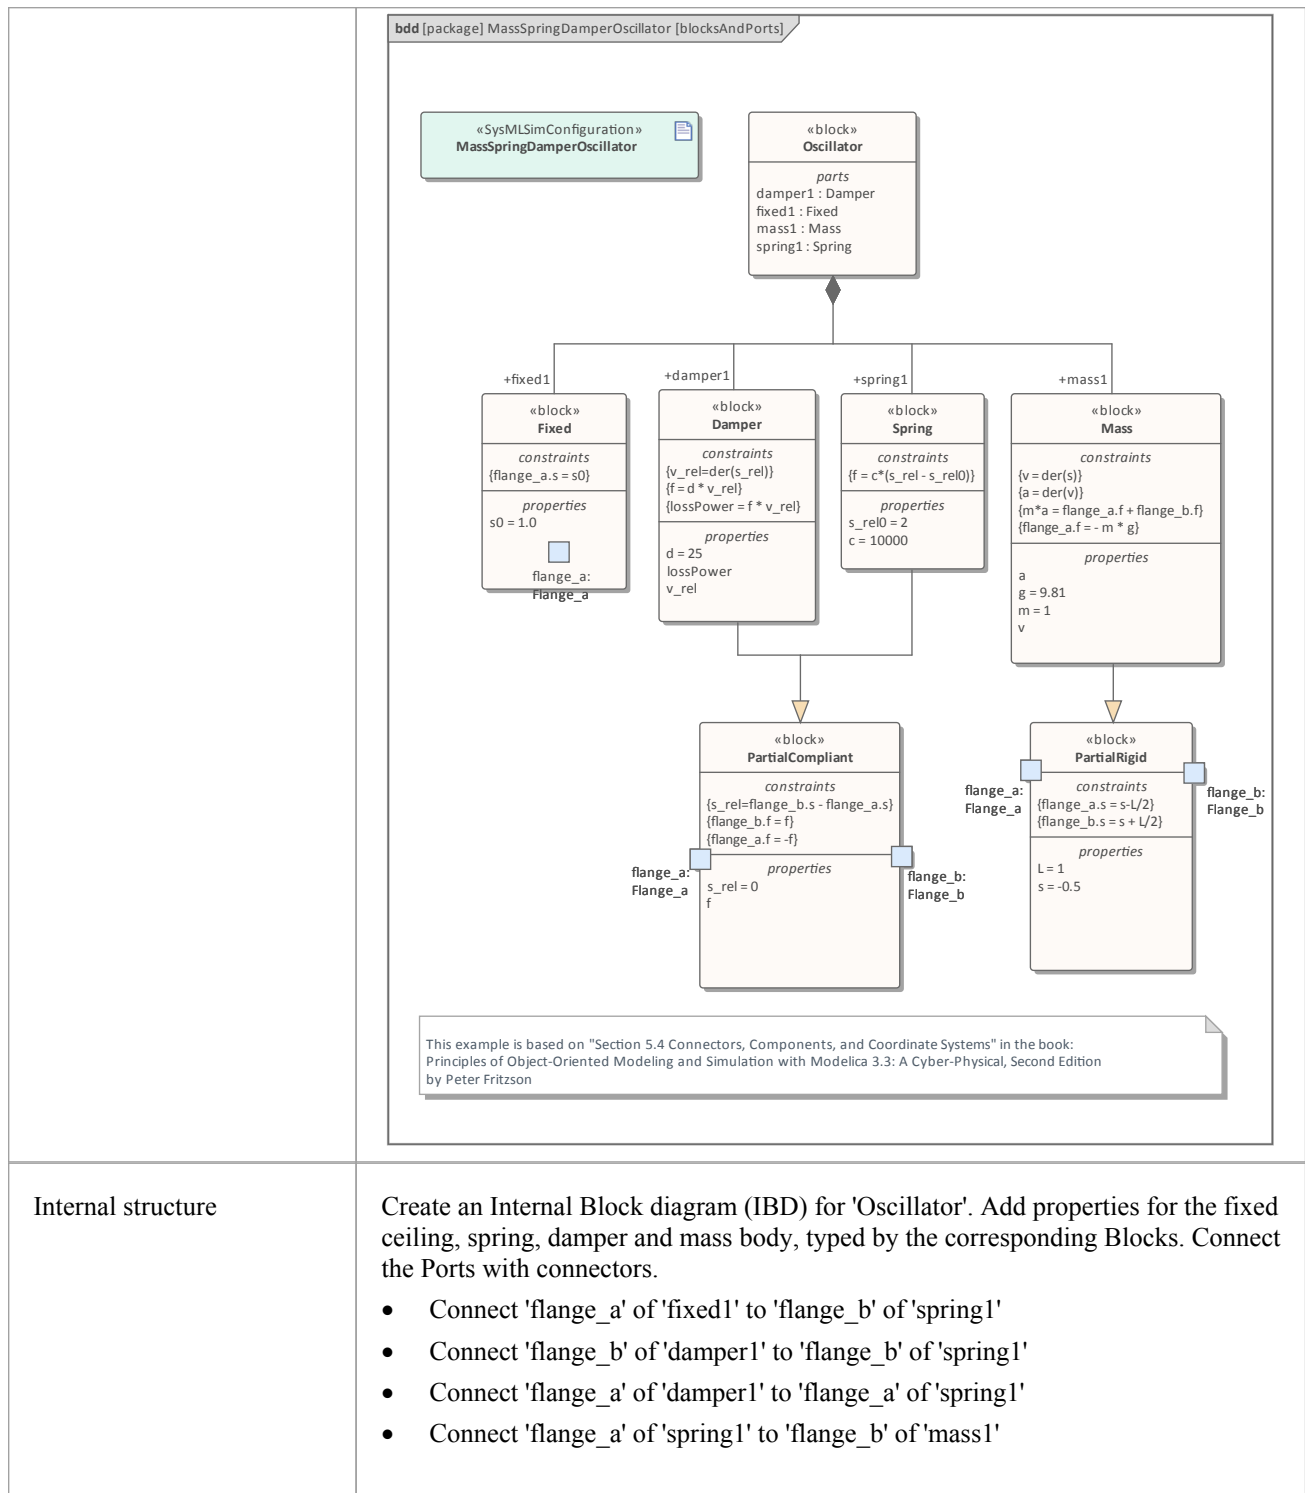 bdd [package] MassSpringDamperOscillator [blocksAndPorts]
«SysMLSimConfiguration»
MassSpringDamperOscillator
«block»
Oscillator
parts
damper1 : Damper
fixed1 : Fixed
mass1 : Mass
spring1 : Spring
+fixed1
+damper1
+spring1
+mass1
«block»
Fixed
constraints
{flange_a.s = s0}
properties
s0 = 1.0
flange_a:
Flange_a
«block»
Damper
constraints
{v_rel=der(s_rel)}
{f = d * v_rel}
{lossPower = f * v_rel}
properties
d = 25
lossPower
v_rel
«block»
Spring
constraints
{f = c*(s_rel - s_rel0)}
properties
s_rel0 = 2
c = 10000
«block»
Mass
constraints
{v = der(s)}
{a = der(v)}
{m*a = flange_a.f + flange_b.f}
{flange_a.f = - m * g}
properties
a
g = 9.81
m = 1
v
«block»
PartialCompliant
constraints
{s_rel=flange_b.s - flange_a.s}
{flange_b.f = f}
{flange_a.f = -f}
properties
s_rel = 0
f
flange_a:
Flange_a
flange_b:
Flange_b
«block»
PartialRigid
constraints
{flange_a.s = s-L/2}
{flange_b.s = s + L/2}
properties
L = 1
s = -0.5
flange_a:
Flange_a
flange_b:
Flange_b
This example is based on "Section 5.4 Connectors, Components, and Coordinate Systems" in the book:
Principles of Object-Oriented Modeling and Simulation with Modelica 3.3: A Cyber-Physical, Second Edition
by Peter Fritzson
Internal structure
Create an Internal Block diagram (IBD) for 'Oscillator'. Add properties for the fixed
ceiling, spring, damper and mass body, typed by the corresponding Blocks. Connect
the Ports with connectors.
• Connect 'flange_a' of 'fixed1' to 'flange_b' of 'spring1'
• Connect 'flange_b' of 'damper1' to 'flange_b' of 'spring1'
• Connect 'flange_a' of 'damper1' to 'flange_a' of 'spring1'
• Connect 'flange_a' of 'spring1' to 'flange_b' of 'mass1'